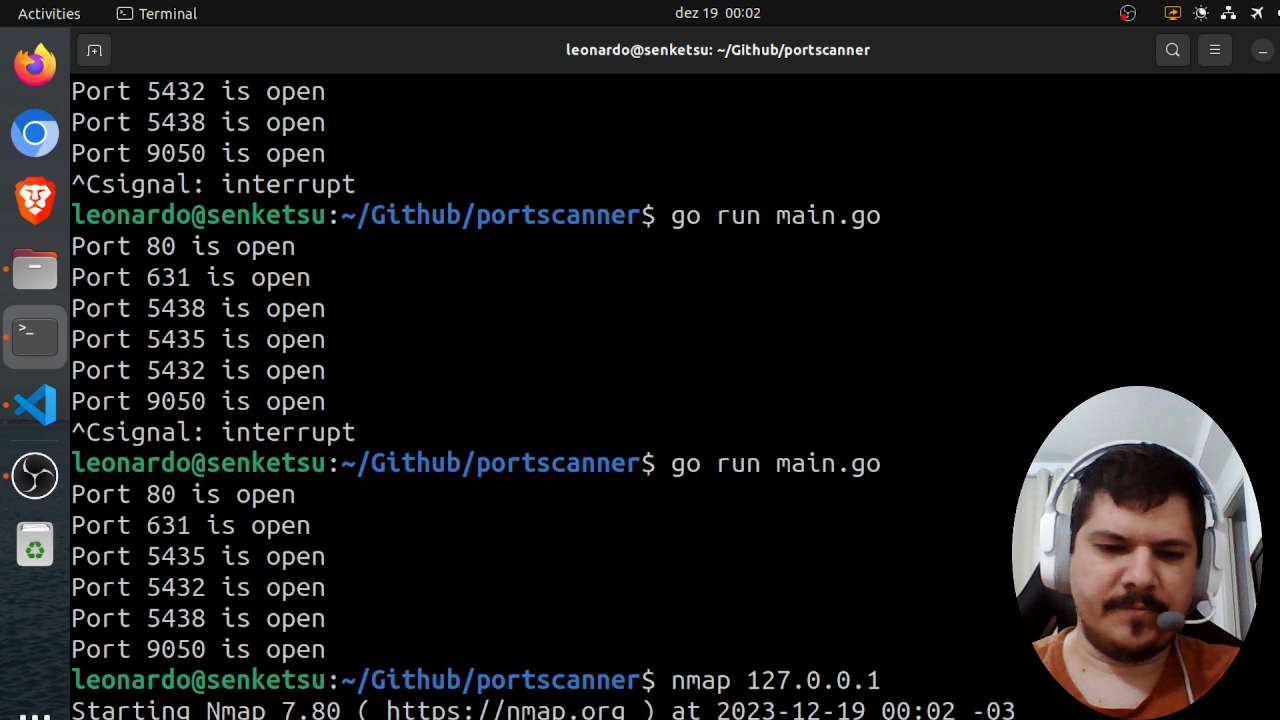 Activities
Terminal
dez 19 00:02
leonardo@senketsu: ~/Github/portscanner
Port 5432 is open
Port 5438 is open
Port 9050 is open
^Csignal: interrupt
leonardo@senketsu:~/Github/portscanner$ go run main.go
Port 80 is open
Port 631 is open
Port 5438 is open
Port 5435 is open
Port 5432 is open
Port 9050 is open
^Csignal: interrupt
leonardo@senketsu:~/Github/portscanner$ go run main.go
Port 80 is open
Port 631 is open
Port 5435 is open
Port 5432 is open
Port 5438 is open
Port 9050 is open
leonardo@senketsu:~/Github/portscanner$ nmap 127.0.0.1
Starting Nmap 7.80 ( https://nmap.org ) at 2023-12-19 00:02 -03